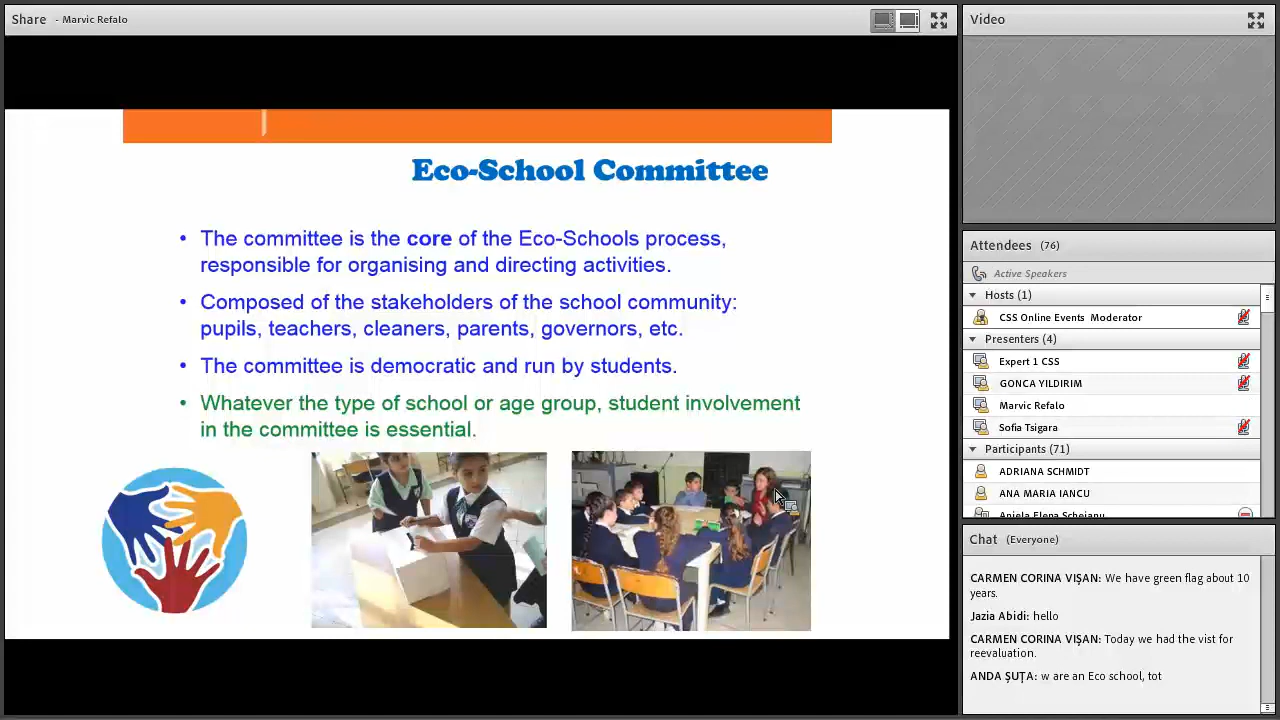 Share - Marvic Refalo
Eco-School Committee
• The committee is the core of the Eco-Schools process,
responsible for organising and directing activities.
• Composed of the stakeholders of the school community:
pupils, teachers, cleaners, parents, governors, etc.
• The committee is democratic and run by students.
• Whatever the type of school or age group, student involvement
in the committee is essential.
Video
Attendees (76)
Active Speakers
Hosts (1)
CSS Online Events Moderator
Presenters (4)
Expert 1 CSS
GONCA YILDIRIM
Marvic Refalo
Sofia Tsigara
Participants (71)
ADRIANA SCHMIDT
ANA MARIA IANCU
Anjela Elena Scheianu
Chat (Everyone)
CARMEN CORINA VIŞAN: We have green flag about 10
years.
Jazia Abidi: hello
CARMEN CORINA VIŞAN: Today we had the vist for
reevaluation.
ANDA ŞUŢA: w are an Eco school, tot